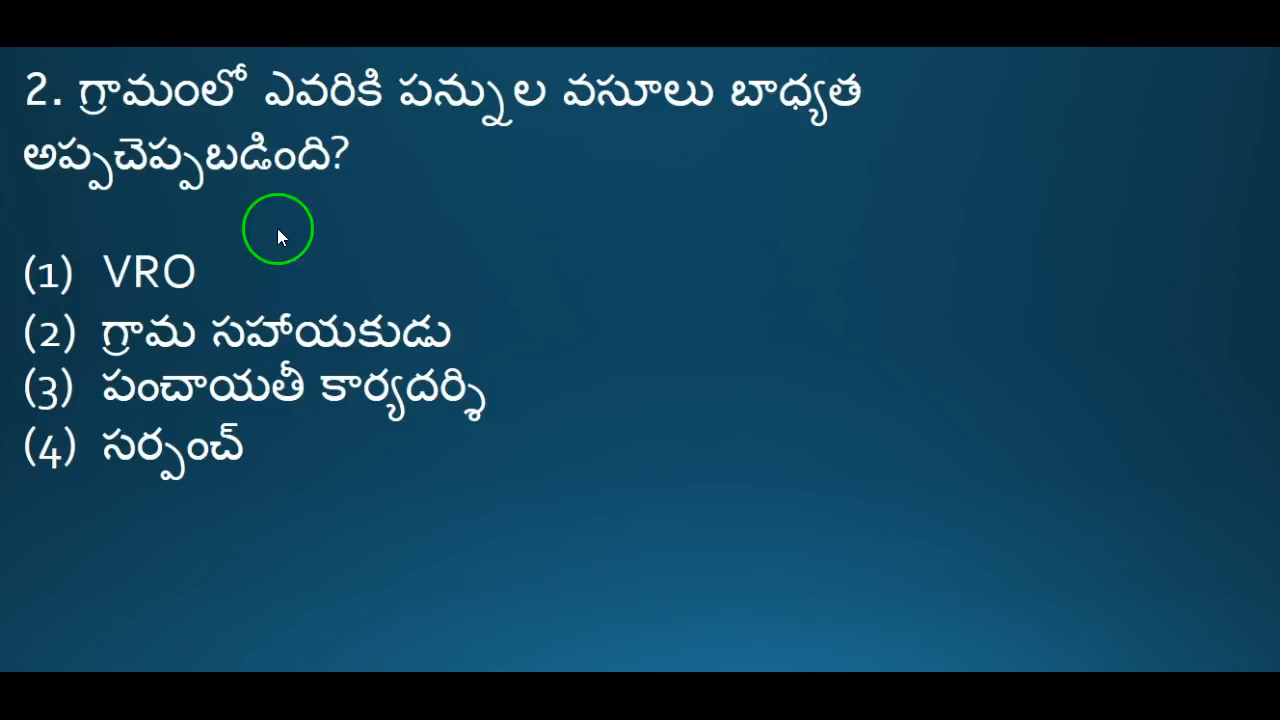 2. గ్రామంలో ఎవరికి పన్నుల వసూలు బాధ్యత
అప్పచెప్పబడింది?
(1) VRO
(2) గ్రామ సహాయకుడు
(3) పంచాయతీ కార్యదర్శి
(4) సర్పంచ్